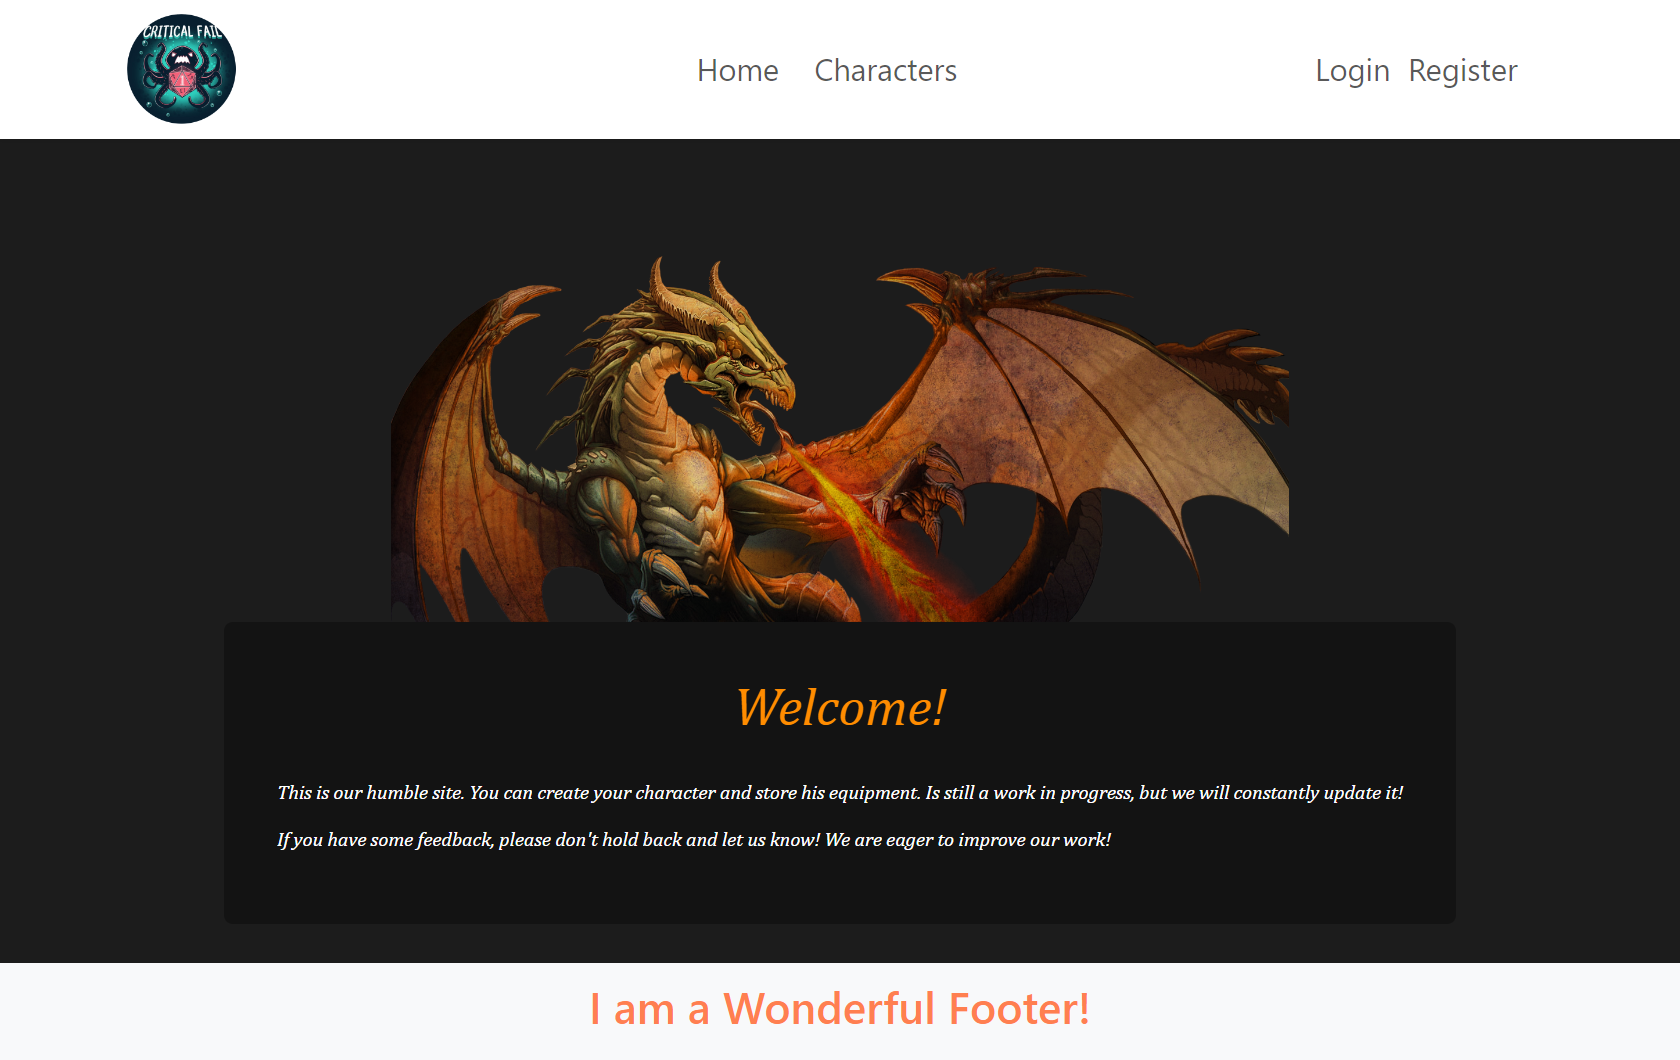 CRITICAL FAIL
1
Home Characters Login Register
Welcome!
This is our humble site. You can create your character and store his equipment. Is still a work in progress, but we will constantly update it!
If you have some feedback, please don't hold back and let us know! We are eager to improve our work!
I am a Wonderful Footer!